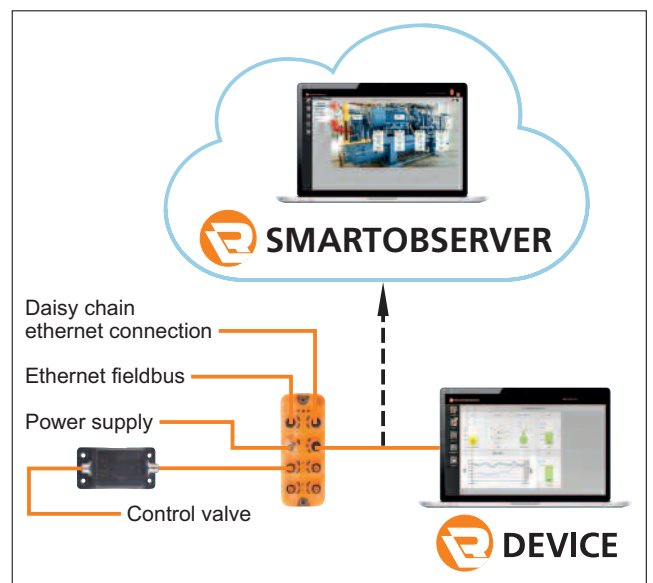 SMARTOBSERVER
Daisy chain
ethernet connection
Ethernet fieldbus
Power supply
Control valve
DEVICE